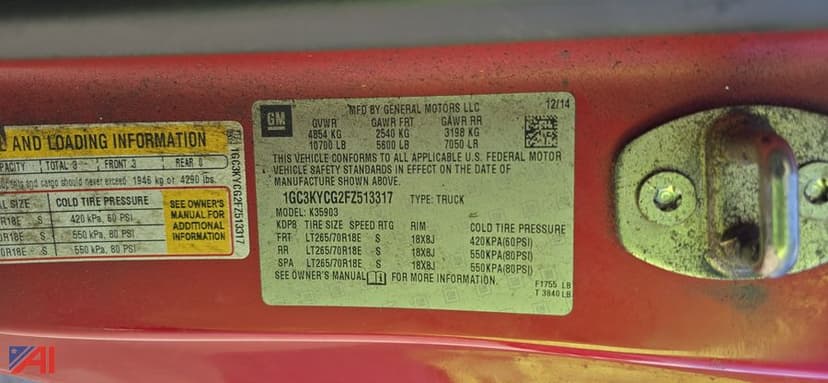 AND LOADING INFORMATION
TOTAL 3 FRONT 3 REAR 0
and cargo should never exceed 1946 kg or 4290 lbs.
SIZE COLD TIRE PRESSURE
R18E S 420 kPa, 60 PSI
S 550 kPa, 80 PSI
70R18E S 550 kPa, 80 PSI
SEE OWNER'S
MANUAL FOR
ADDITIONAL
INFORMATION
1GC3KYCG2FZ513317
GM
MFD BY GENERAL MOTORS LLC 12/14
GVWR GAWR FRT GAWR RR
4854 KG 2540 KG 3198 KG
10700 LB 5600 LB 7050 LB
THIS VEHICLE CONFORMS TO ALL APPLICABLE U.S. FEDERAL MOTOR
VEHICLE SAFETY STANDARDS IN EFFECT ON THE DATE OF
MANUFACTURE SHOWN ABOVE.
1GC3KYCG2FZ513317 TYPE: TRUCK
MODEL: K35903
KDPB TIRE SIZE SPEED RTG RIM COLD TIRE PRESSURE
FRT LT265/70R18E S 18X8J 420KPA(60PSI)
RR LT265/70R18E S 18X8J 550KPA(80PSI)
SPA LT265/70R18E S 18X8J 550KPA(80PSI)
SEE OWNER'S MANUAL FOR MORE INFORMATION.
F1755 LB
T 3840 LB
AI